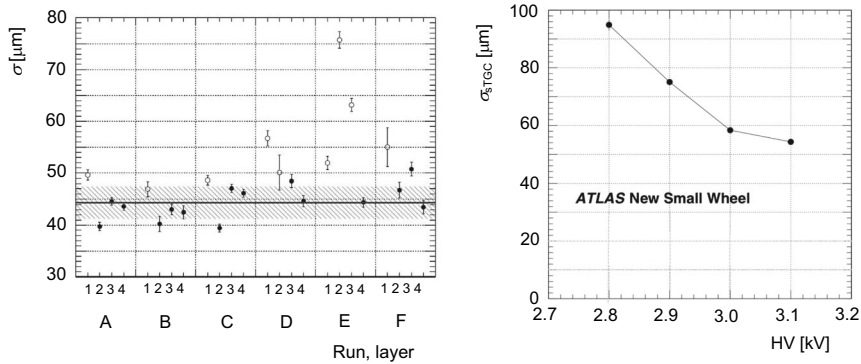 80
70
60
50
40
30
σ [μm]
1 2 3 4 1 2 3 4 1 2 3 4 1 2 3 4 1 2 3 4 1 2 3 4
A B C D E F
Run, layer
100
80
60
40
20
0
σsTGC [μm]
ATLAS New Small Wheel
2.7 2.8 2.9 3.0 3.1 3.2
HV [kV]